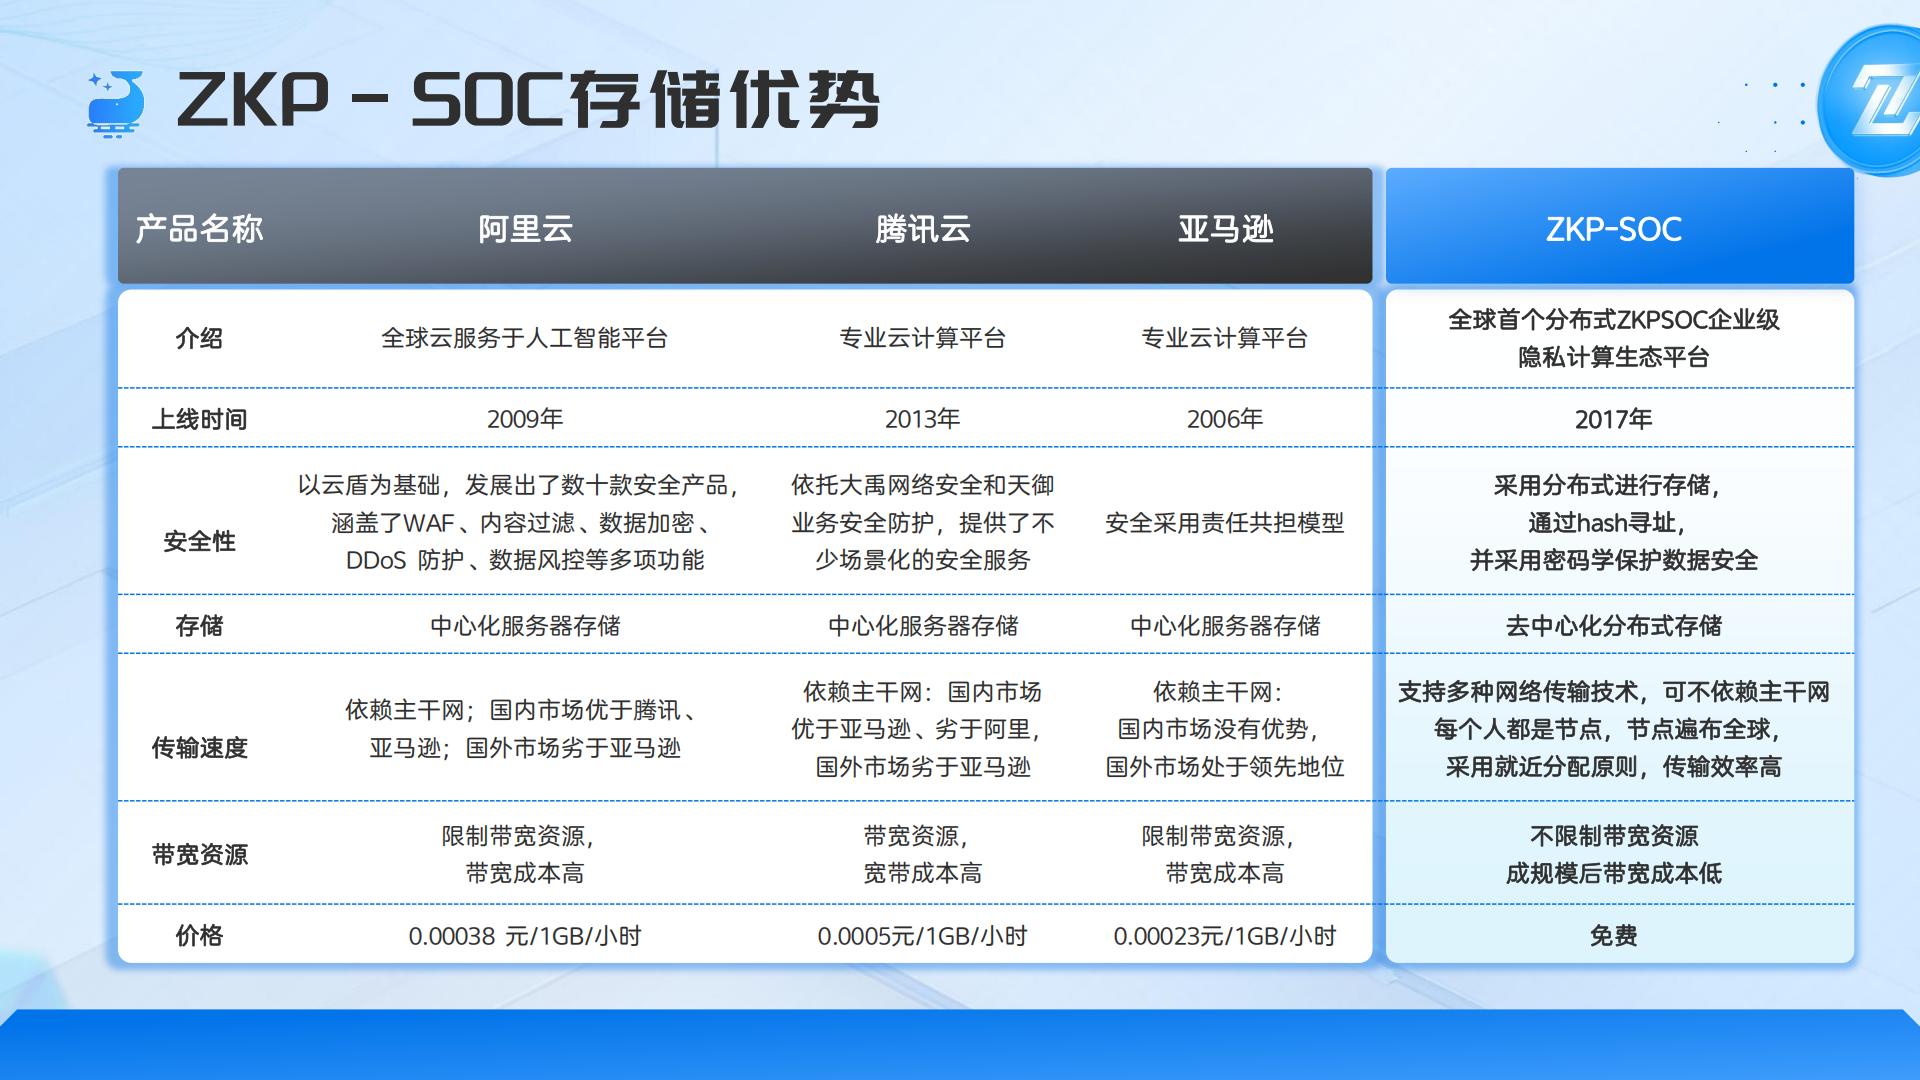 ZKP – SOC存储优势
产品名称
阿里云
腾讯云
亚马逊
ZKP-SOC
介绍
全球云服务于人工智能平台
专业云计算平台
专业云计算平台
全球首个分布式ZKPSOC企业级
隐私计算生态平台
上线时间
2009年
2013年
2006年
2017年
安全性
以云盾为基础，发展出了数十款安全产品，
涵盖了WAF、内容过滤、数据加密、
DDoS 防护、数据风控等多项功能
依托大禹网络安全和天御
业务安全防护，提供了不
少场景化的安全服务
安全采用责任共担模型
采用分布式进行存储，
通过hash寻址，
并采用密码学保护数据安全
存储
中心化服务器存储
中心化服务器存储
中心化服务器存储
去中心化分布式存储
传输速度
依赖主干网；国内市场优于腾讯、
亚马逊；国外市场劣于亚马逊
依赖主干网：国内市场
优于亚马逊、劣于阿里，
国外市场劣于亚马逊
依赖主干网：
国内市场没有优势，
国外市场处于领先地位
支持多种网络传输技术，可不依赖主干网
每个人都是节点，节点遍布全球，
采用就近分配原则，传输效率高
带宽资源
限制带宽资源，
带宽成本高
带宽资源，
宽带成本高
限制带宽资源，
带宽成本高
不限制带宽资源
成规模后带宽成本低
价格
0.00038 元/1GB/小时
0.0005元/1GB/小时
0.00023元/1GB/小时
免费